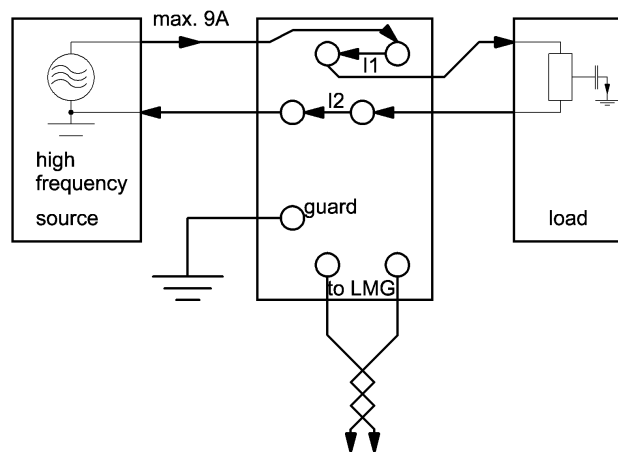 max. 9A
I1
I2
high
frequency
source
guard
load
to LMG